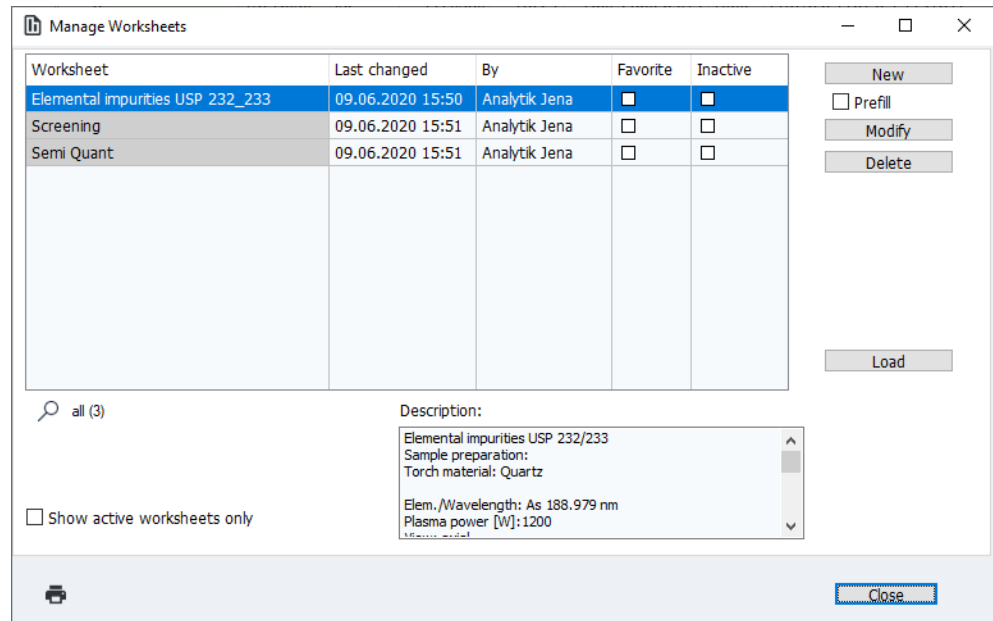 Manage Worksheets
Worksheet Last changed By Favorite Inactive
Elemental impurities USP 232_233 09.06.2020 15:50 Analytik Jena
Screening 09.06.2020 15:51 Analytik Jena
Semi Quant 09.06.2020 15:51 Analytik Jena
New
Prefill
Modify
Delete
Load
all (3)
Description:
Elemental impurities USP 232/233
Sample preparation:
Torch material: Quartz
Elem./Wavelength: As 188.979 nm
Plasma power [W]:1200
Show active worksheets only
Close